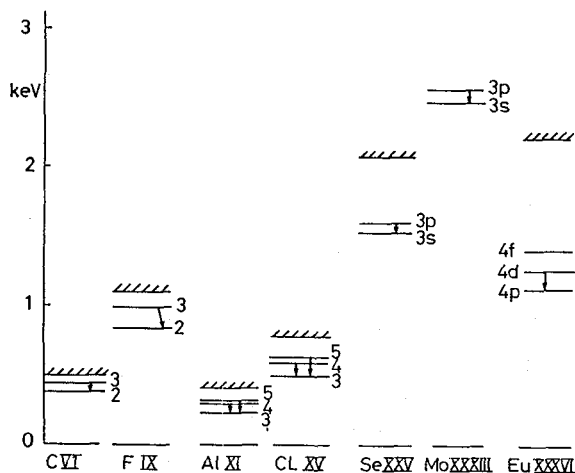 3
keV
2
1
0
3
2
3
2
5
4
3
5
4
3
3p
3s
3p
3s
4f
4d
4p
C VI
F IX
Al XI
CL XV
Se XXV
Mo XXXIII
Eu XXXVI